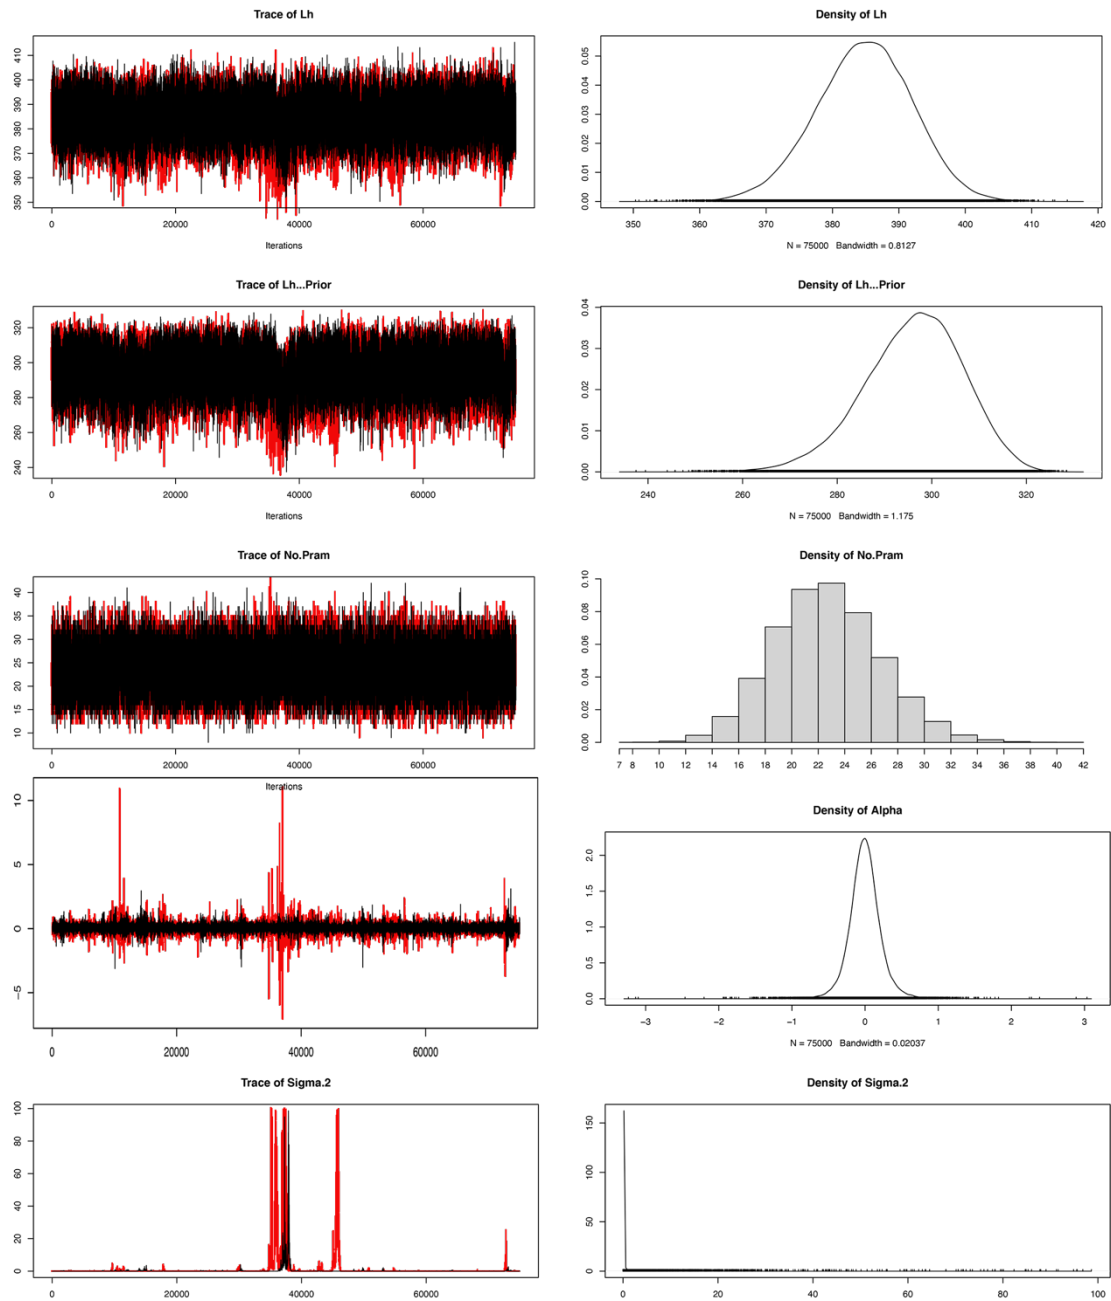 Trace of Lh
410
400
390
380
370
360
350
0 20000 40000 60000
Iterations
Density of Lh
0.05
0.04
0.03
0.02
0.01
0.00
350 360 370 380 390 400 410 420
N = 75000 Bandwidth = 0.8127
Trace of Lh...Prior
320
300
280
260
240
0 20000 40000 60000
Iterations
Density of Lh...Prior
0.04
0.03
0.02
0.01
0.00
240 260 280 300 320
N = 75000 Bandwidth = 1.175
Trace of No.Pram
40
35
30
25
20
15
10
0 20000 40000 60000
Iterations
Density of No.Pram
0.10
0.08
0.06
0.04
0.02
0.00
7 8 10 12 14 16 18 20 22 24 26 28 30 32 34 36 38 40 42
10
5
0
−5
0 20000 40000 60000
Density of Alpha
2.0
1.5
1.0
0.5
0.0
−3 −2 −1 0 1 2 3
N = 75000 Bandwidth = 0.02037
Trace of Sigma.2
100
80
60
40
20
0
0 20000 40000 60000
Density of Sigma.2
150
100
50
0
0 20 40 60 80 100